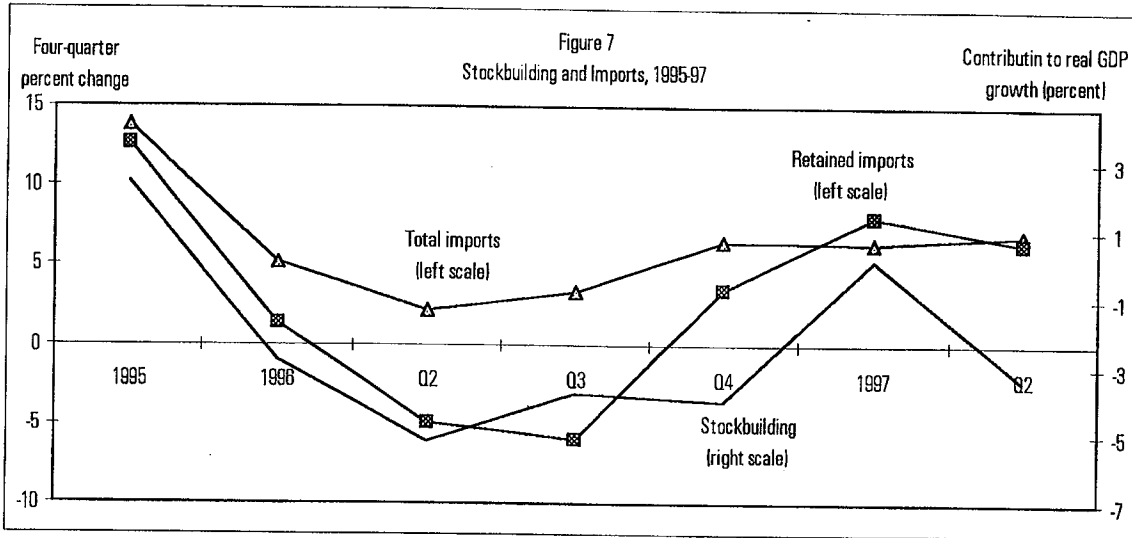 Figure 7
Stockbuilding and Imports, 1995-97
Four-quarter
percent change
Contributin to real GDP
growth (percent)
15
10
5
0
-5
-10
3
1
-1
-3
-5
-7
Retained imports
(left scale)
Total imports
(left scale)
Stockbuilding
(right scale)
1995
1996
Q2
Q3
Q4
1997
Q2